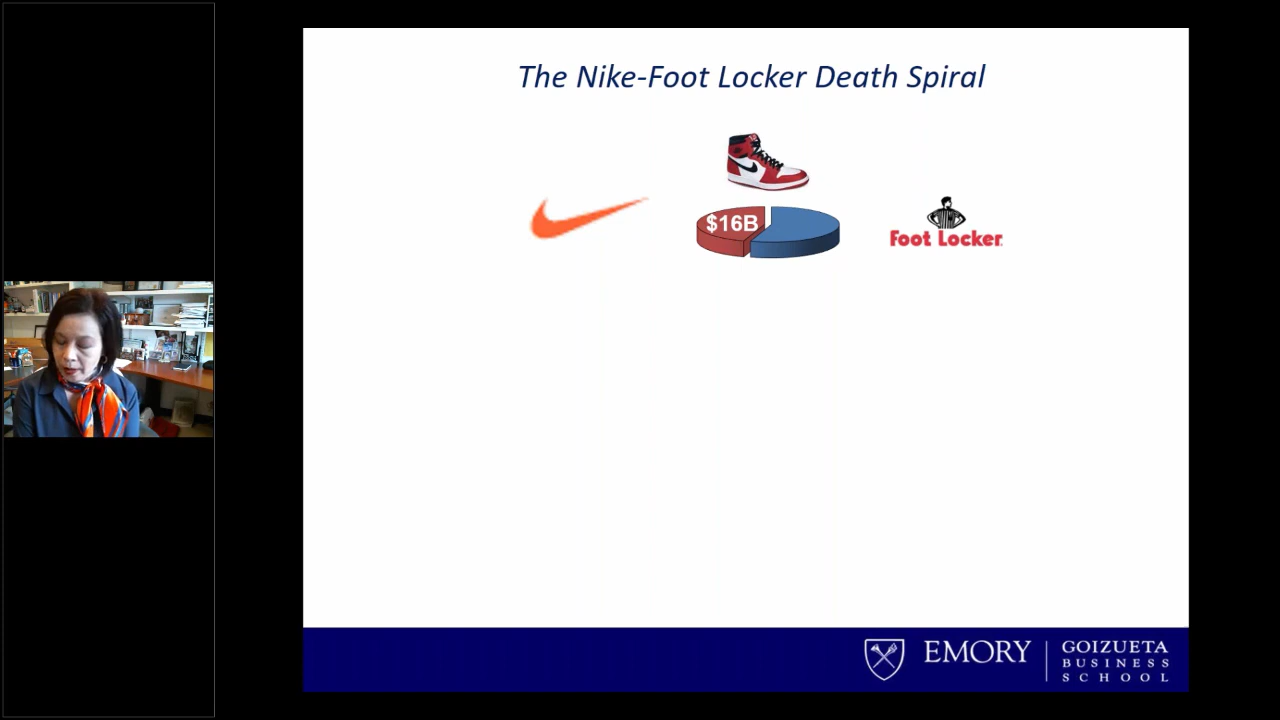 The Nike-Foot Locker Death Spiral
$16B
Foot Locker
EMORY
GOIZUETA
BUSINESS
SCHOOL